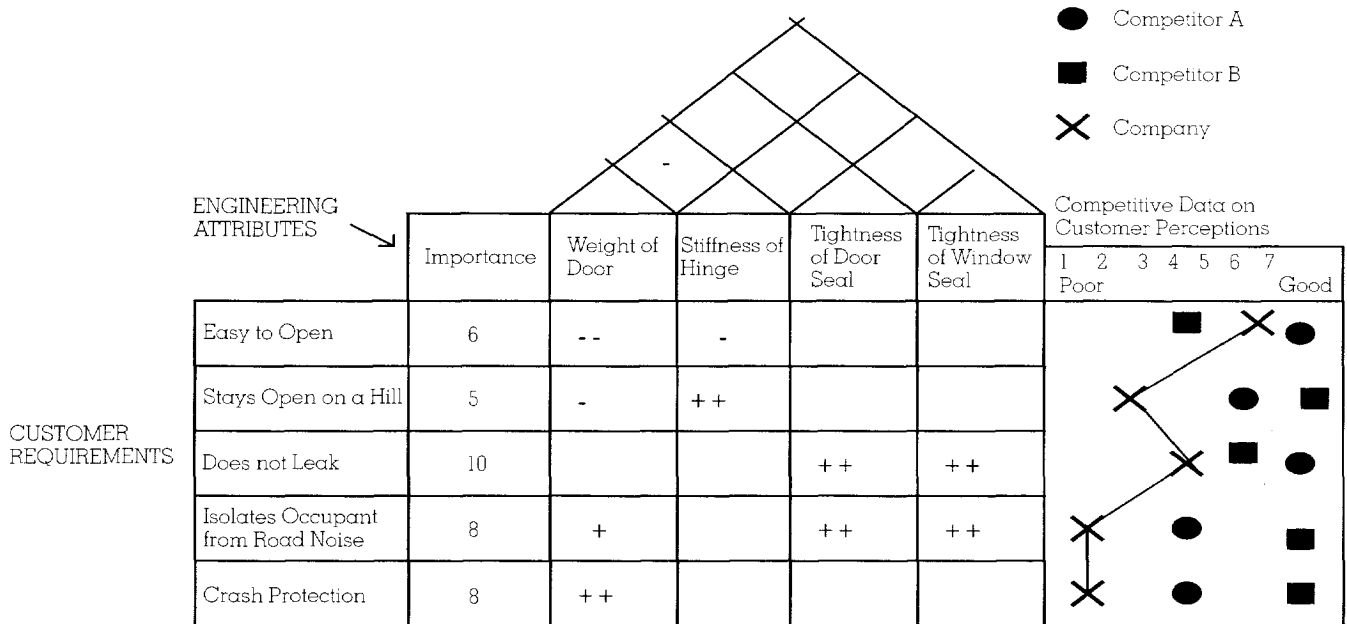 Competitor A
Competitor B
Company
-
ENGINEERING
ATTRIBUTES
Importance
Weight of
Door
Stiffness of
Hinge
Tightness
of Door
Seal
Tightness
of Window
Seal
Competitive Data on
Customer Perceptions
1 2 3 4 5 6 7
Poor Good
CUSTOMER
REQUIREMENTS
Easy to Open 6 -- -
Stays Open on a Hill 5 - ++
Does not Leak 10 ++ ++
Isolates Occupant
from Road Noise 8 + ++ ++
Crash Protection 8 ++